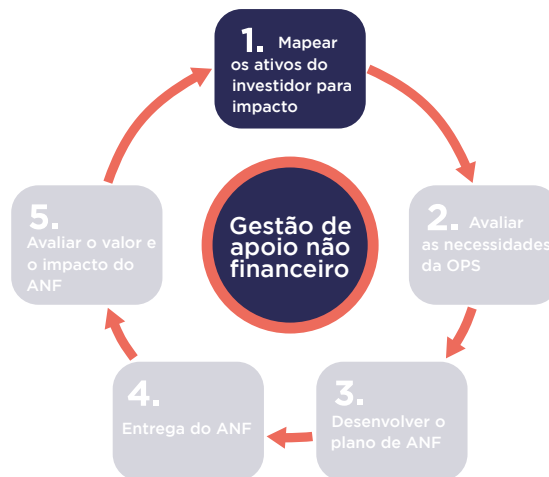 1. Mapear
os ativos do
investidor para
impacto
2. Avaliar
as necessidades
da OPS
3.
Desenvolver o
plano de ANF
4.
Entrega do ANF
5.
Avaliar o valor e
o impacto do
ANF
Gestão de
apoio não
financeiro